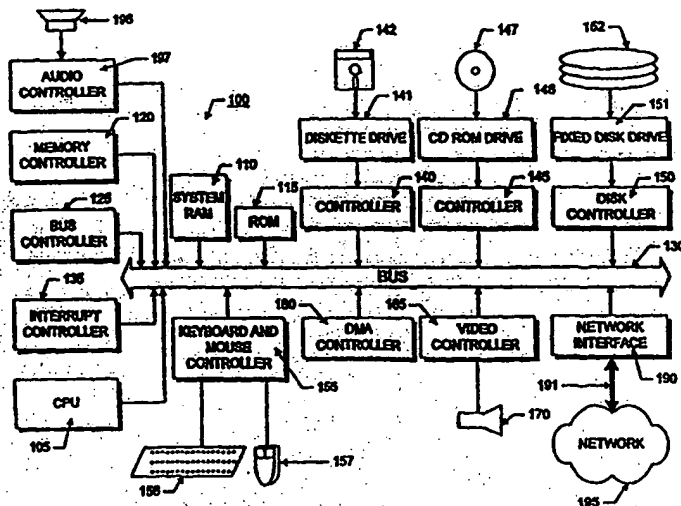 196
197
AUDIO
CONTROLLER
120
MEMORY
CONTROLLER
125
BUS
CONTROLLER
135
INTERRUPT
CONTROLLER
CPU
105
100
110
SYSTEM
RAM
115
ROM
142
141
DISKETTE DRIVE
140
CONTROLLER
147
146
CD ROM DRIVE
145
CONTROLLER
152
151
FIXED DISK DRIVE
150
DISK
CONTROLLER
130
BUS
KEYBOARD AND
MOUSE
CONTROLLER
155
156
157
160
DMA
CONTROLLER
165
VIDEO
CONTROLLER
170
NETWORK
INTERFACE
190
191
NETWORK
195